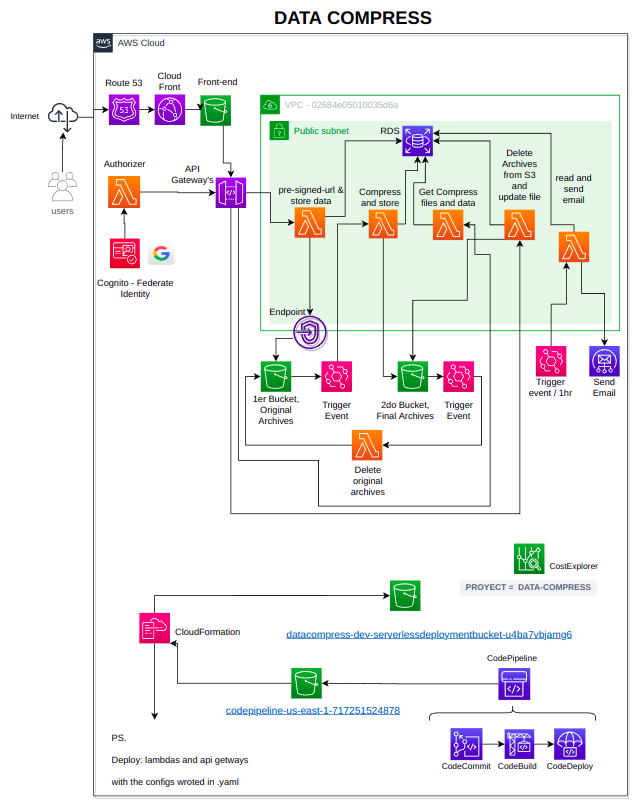 DATA COMPRESS
aws
AWS Cloud
Route 53
Cloud
Front
Front-end
53
Internet
users
Authorizer
API
Gateway's
Cognito - Federate
Identity
VPC - 02684e05010035d6a
Public subnet
RDS
pre-signed-url &
store data
Compress
and store
Get Compress
files and data
Delete
Archives
from S3
and
update file
read and
send
email
Endpoint
1er Bucket,
Original
Archives
Trigger
Event
2do Bucket,
Final Archives
Trigger
Event
Trigger
event / 1hr
Send
Email
Delete
original
archives
CostExplorer
PROYECT = DATA-COMPRESS
CloudFormation
datacompress-dev-serverlessdeploymentbucket-u4ba7vbjamg6
CodePipeline
codepipeline-us-east-1-717251524878
CodeCommit
CodeBuild
CodeDeploy
PS.
Deploy: lambdas and api getways
with the configs wroted in .yaml